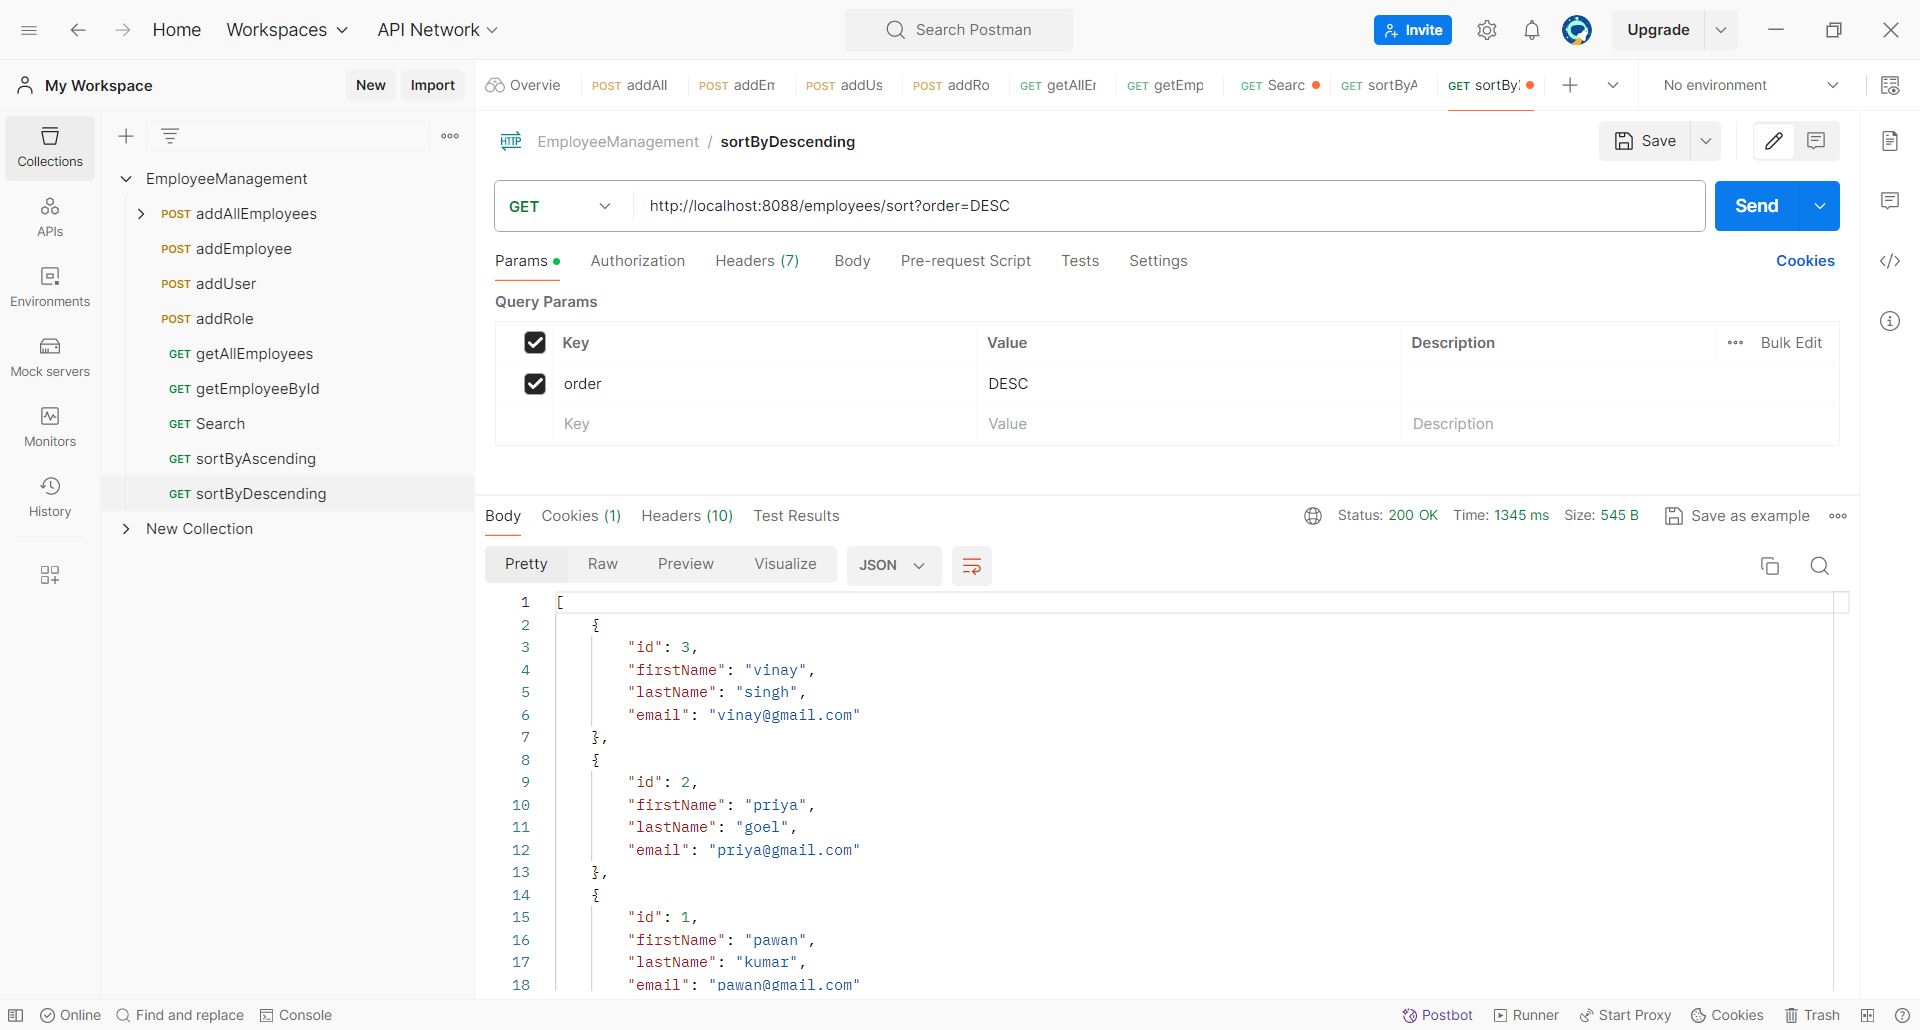 Home Workspaces API Network Search Postman Invite Upgrade
My Workspace New Import Overvie POST addAll POST addEm POST addUs POST addRo GET getAllEr GET getEmp GET Searc GET sortByA GET sortBy No environment
Collections
APIs
Environments
Mock servers
Monitors
History
EmployeeManagement
POST addAllEmployees
POST addEmployee
POST addUser
POST addRole
GET getAllEmployees
GET getEmployeeById
GET Search
GET sortByAscending
GET sortByDescending
New Collection
HTTP EmployeeManagement / sortByDescending Save
GET http://localhost:8088/employees/sort?order=DESC Send
Params Authorization Headers (7) Body Pre-request Script Tests Settings Cookies
Query Params
Key Value Description Bulk Edit
order DESC
Key Value Description
Body Cookies (1) Headers (10) Test Results Status: 200 OK Time: 1345 ms Size: 545 B Save as example
Pretty Raw Preview Visualize JSON
1 [
2 {
3 "id": 3,
4 "firstName": "vinay",
5 "lastName": "singh",
6 "email": "vinay@gmail.com"
7 },
8 {
9 "id": 2,
10 "firstName": "priya",
11 "lastName": "goel",
12 "email": "priya@gmail.com"
13 },
14 {
15 "id": 1,
16 "firstName": "pawan",
17 "lastName": "kumar",
18 "email": "pawan@gmail.com"
Online Find and replace Console Postbot Runner Start Proxy Cookies Trash